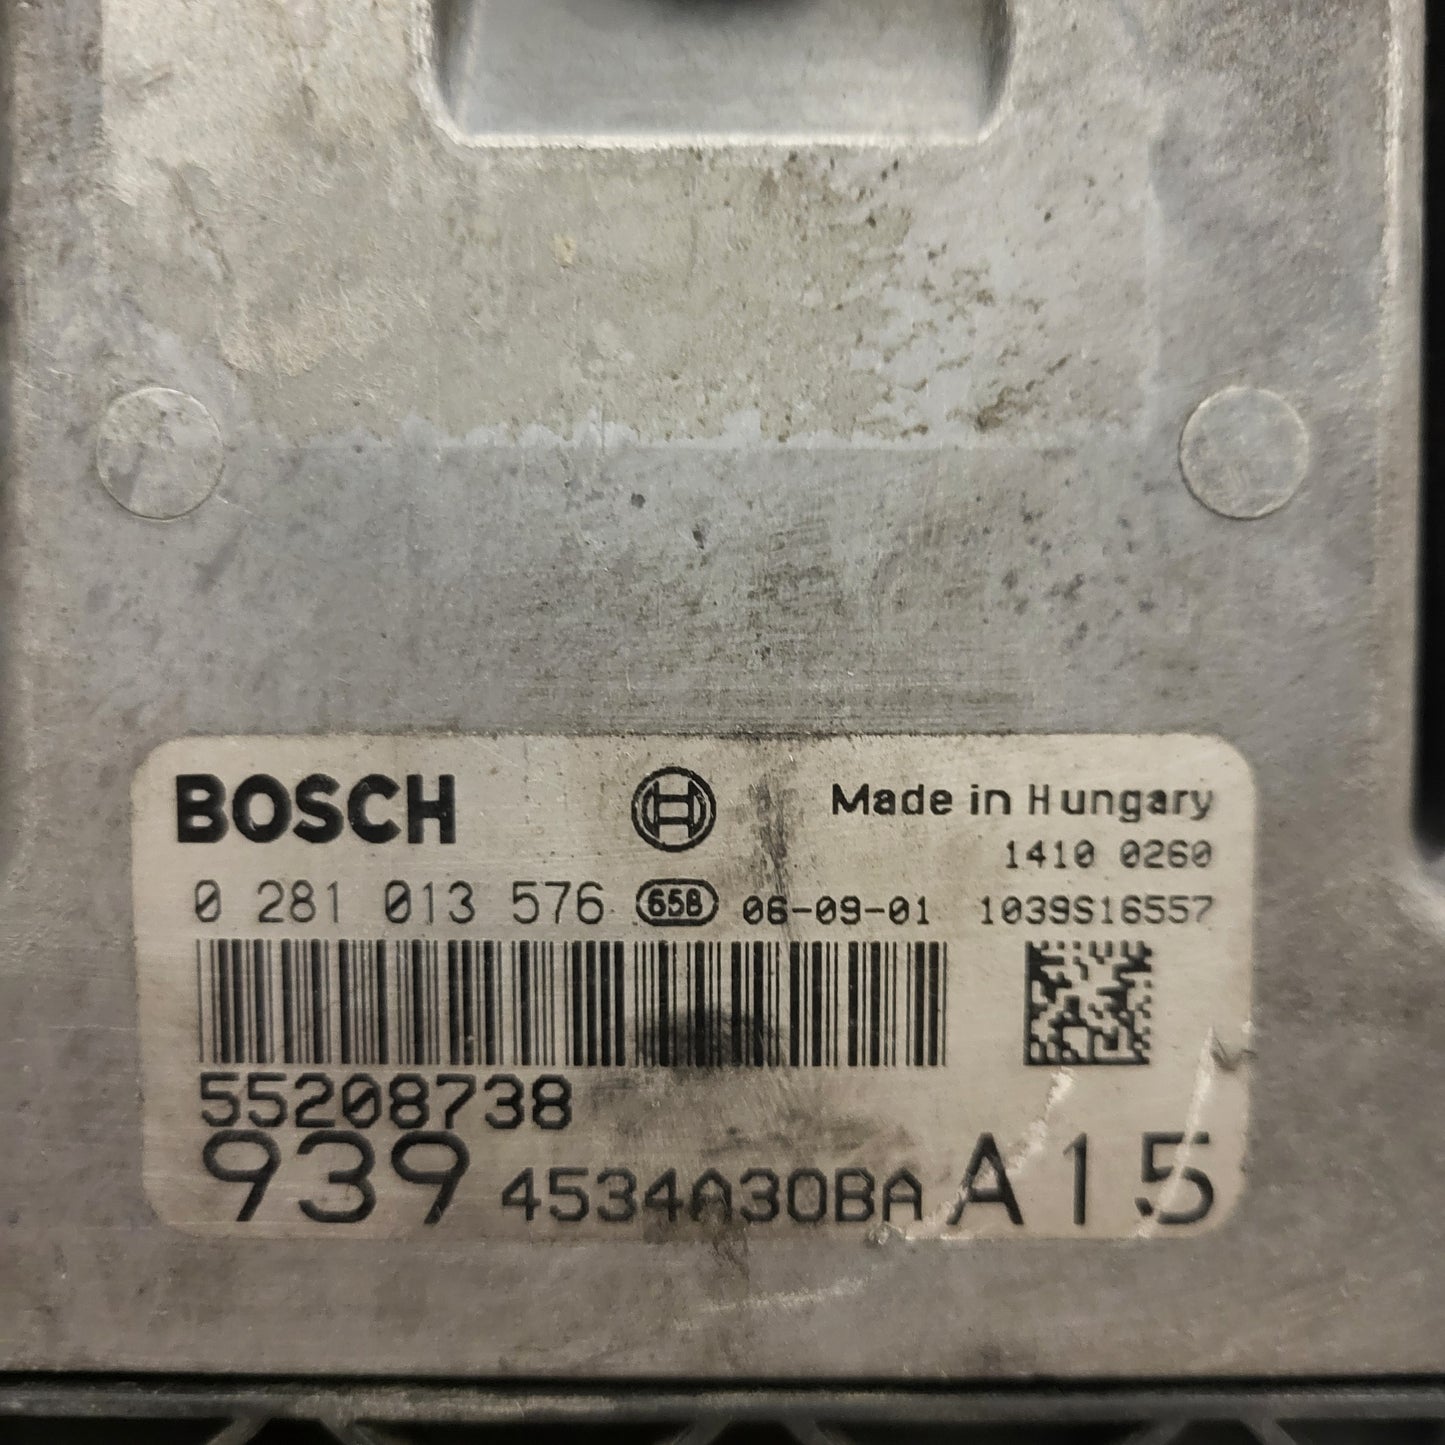 BOSCH
Made in Hungary
1410 0260
0 281 013 576 658 06-09-01 1039S16557
55208738
939 4534A30BA A15